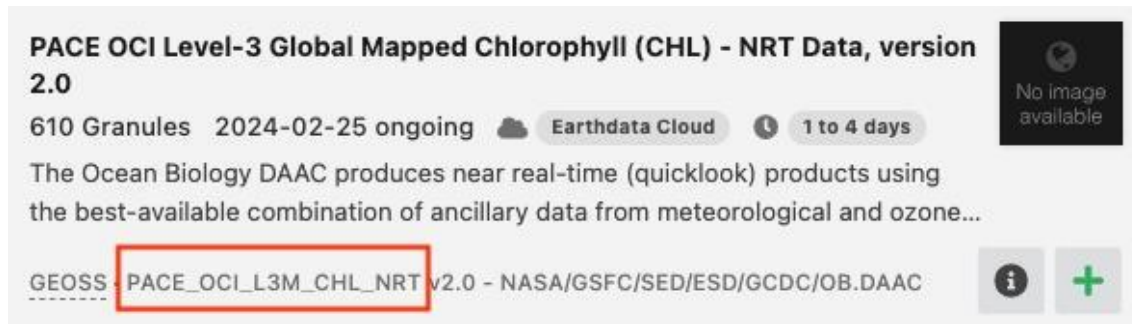 PACE OCI Level-3 Global Mapped Chlorophyll (CHL) - NRT Data, version
2.0
No image
available
610 Granules 2024-02-25 ongoing Earthdata Cloud 1 to 4 days
The Ocean Biology DAAC produces near real-time (quicklook) products using
the best-available combination of ancillary data from meteorological and ozone...
GEOSS - PACE_OCI_L3M_CHL_NRT v2.0 - NASA/GSFC/SED/ESD/GCDC/OB.DAAC